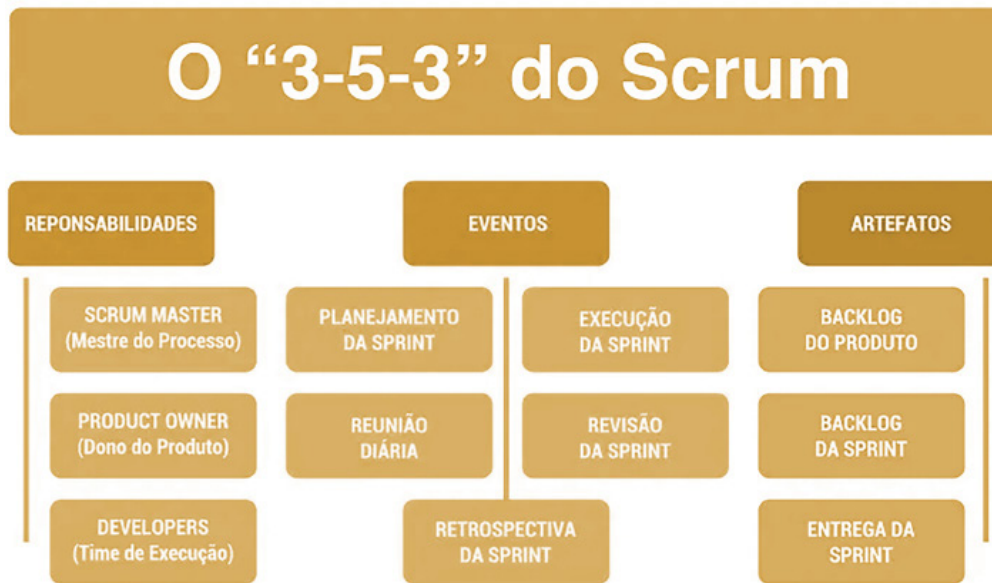 O “3-5-3” do Scrum
REPONSABILIDADES
SCRUM MASTER
(Mestre do Processo)
PRODUCT OWNER
(Dono do Produto)
DEVELOPERS
(Time de Execução)
EVENTOS
PLANEJAMENTO
DA SPRINT
EXECUÇÃO
DA SPRINT
REUNIÃO
DIÁRIA
REVISÃO
DA SPRINT
RETROSPECTIVA
DA SPRINT
ARTEFATOS
BACKLOG
DO PRODUTO
BACKLOG
DA SPRINT
ENTREGA DA
SPRINT